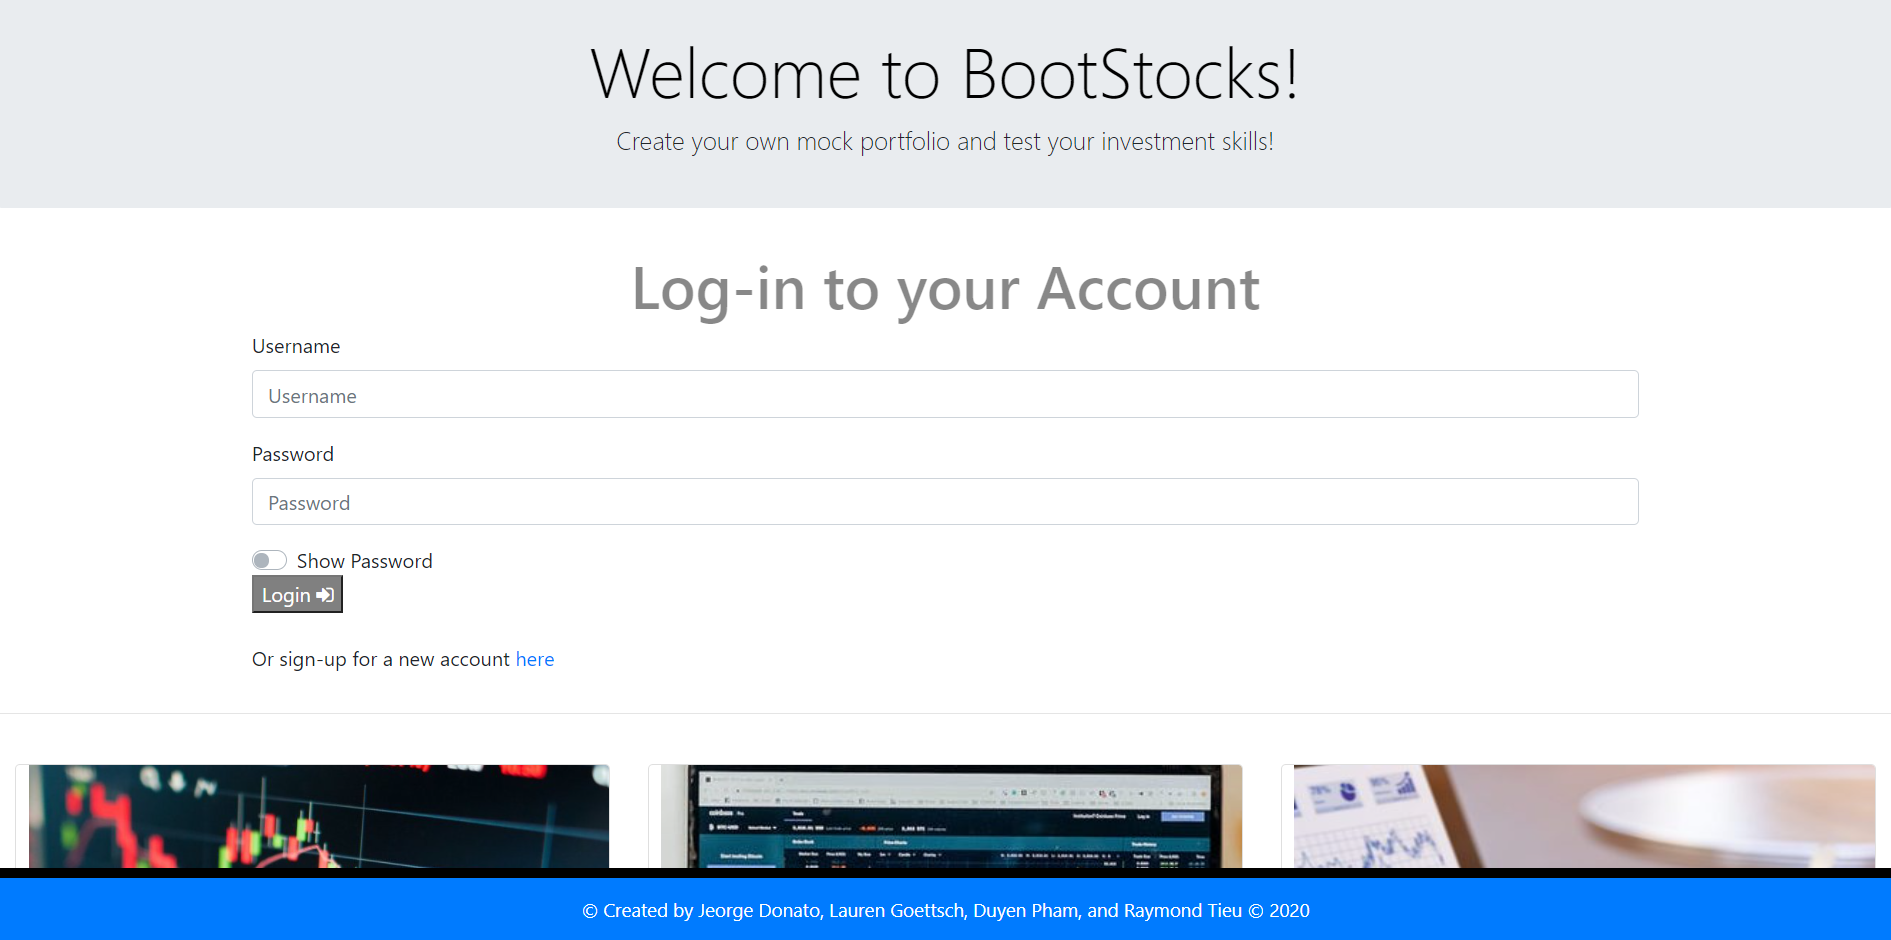 Welcome to BootStocks!
Create your own mock portfolio and test your investment skills!
Log-in to your Account
Username
Username
Password
Password
Show Password
Login
Or sign-up for a new account here
coinbase Pro
© Created by Jeorge Donato, Lauren Goettsch, Duyen Pham, and Raymond Tieu © 2020